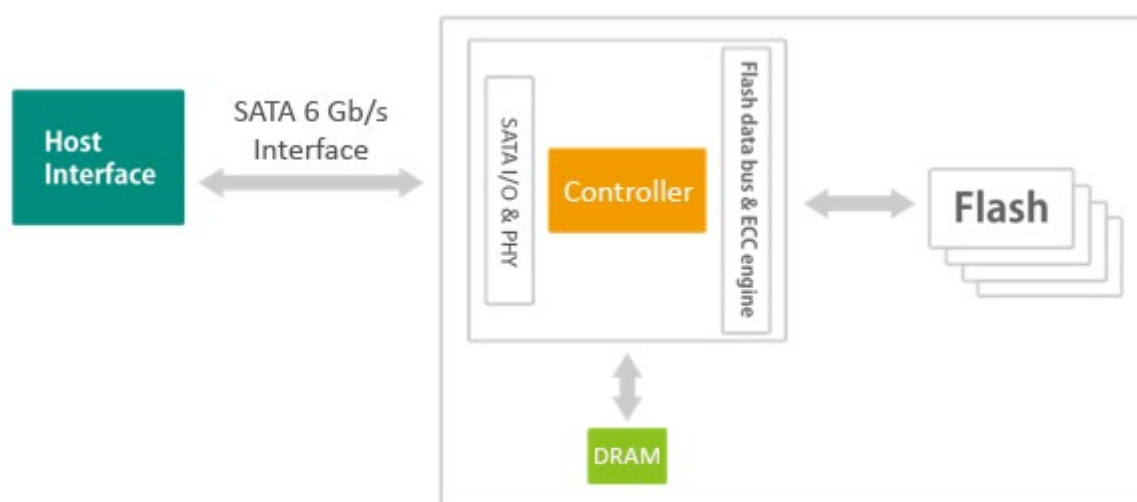 SATA 6 Gb/s
Interface
Host
Interface
SATA I/O & PHY
Controller
Flash data bus & ECC engine
Flash
DRAM